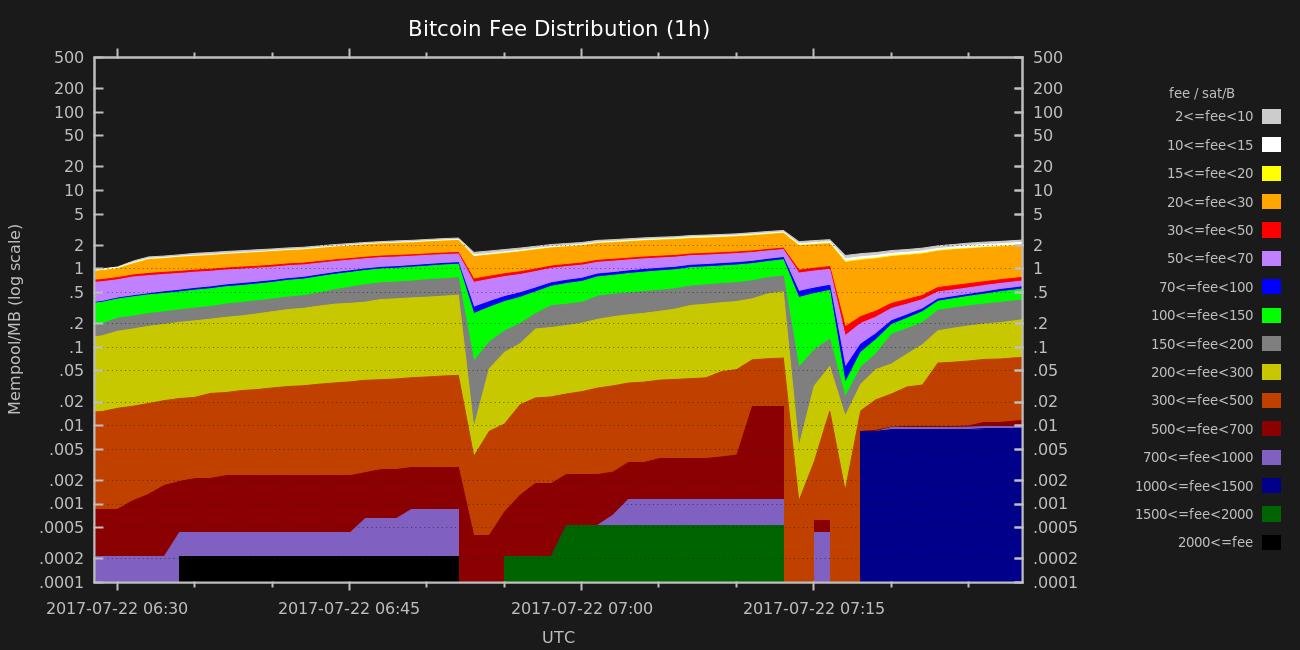 Bitcoin Fee Distribution (1h)
Mempool/MB (log scale)
500
200
100
50
20
10
5
2
1
.5
.2
.1
.05
.02
.01
.005
.002
.001
.0005
.0002
.0001
500
200
100
50
20
10
5
2
1
.5
.2
.1
.05
.02
.01
.005
.002
.001
.0005
.0002
.0001
2017-07-22 06:30 2017-07-22 06:45 2017-07-22 07:00 2017-07-22 07:15
UTC
fee / sat/B
2<=fee<10
10<=fee<15
15<=fee<20
20<=fee<30
30<=fee<50
50<=fee<70
70<=fee<100
100<=fee<150
150<=fee<200
200<=fee<300
300<=fee<500
500<=fee<700
700<=fee<1000
1000<=fee<1500
1500<=fee<2000
2000<=fee